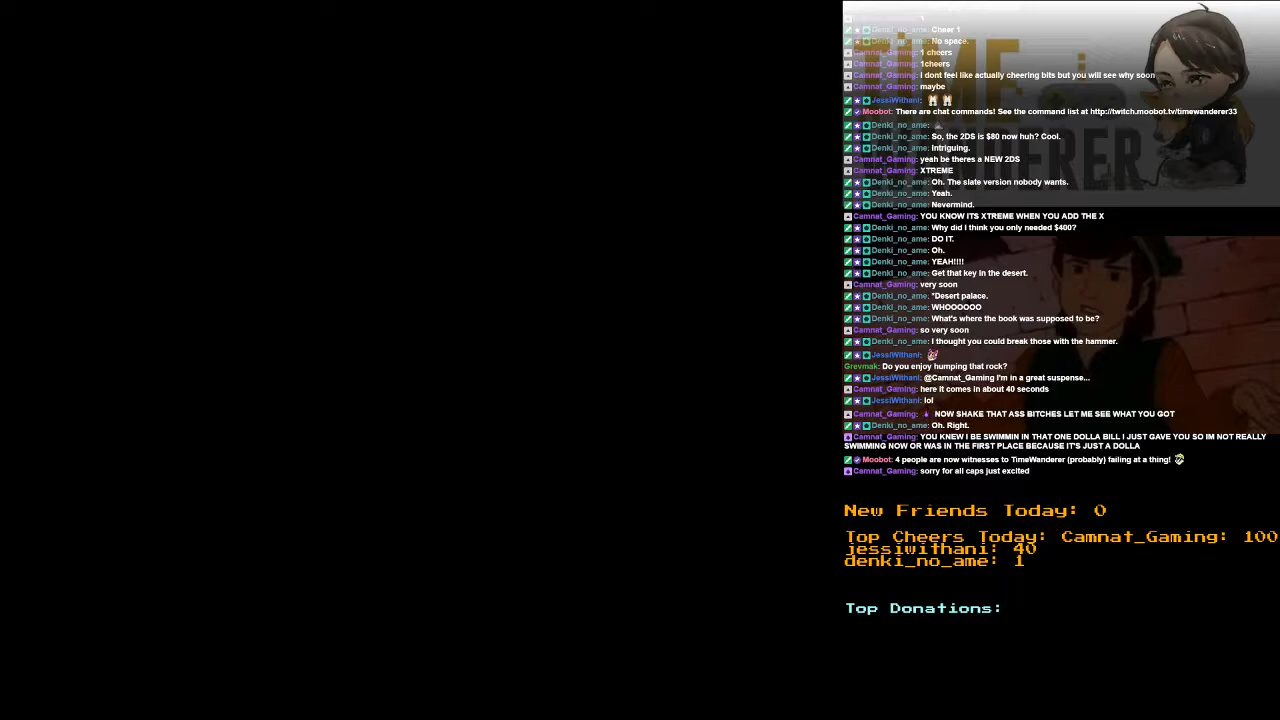 Denki_no_ame: Cheer 1
Denki_no_ame: No space.
Camnat_Gaming: 1 cheers
Camnat_Gaming: 1cheers
Camnat_Gaming: I dont feel like actually cheering bits but you will see why soon
Camnat_Gaming: maybe
JessiWithani:
Moobot: There are chat commands! See the command list at http://twitch.moobot.tv/timewanderer33
Denki_no_ame:
Denki_no_ame: So, the 2DS is $80 now huh? Cool.
Denki_no_ame: Intriguing.
Camnat_Gaming: yeah be theres a NEW 2DS
Camnat_Gaming: XTREME
Denki_no_ame: Oh. The slate version nobody wants.
Denki_no_ame: Yeah.
Denki_no_ame: Nevermind.
Camnat_Gaming: YOU KNOW ITS XTREME WHEN YOU ADD THE X
Denki_no_ame: Why did I think you only needed $400?
Denki_no_ame: DO IT.
Denki_no_ame: Oh.
Denki_no_ame: YEAH!!!!
Denki_no_ame: Get that key in the desert.
Camnat_Gaming: very soon
Denki_no_ame: *Desert palace.
Denki_no_ame: WHOOOOOO
Denki_no_ame: What's where the book was supposed to be?
Camnat_Gaming: so very soon
Denki_no_ame: I thought you could break those with the hammer.
JessiWithani:
Grevmak: Do you enjoy humping that rock?
JessiWithani: @Camnat_Gaming I'm in a great suspense...
Camnat_Gaming: here it comes in about 40 seconds
JessiWithani: lol
Camnat_Gaming: NOW SHAKE THAT ASS BITCHES LET ME SEE WHAT YOU GOT
Denki_no_ame: Oh. Right.
Camnat_Gaming: YOU KNEW I BE SWIMMIN IN THAT ONE DOLLA BILL I JUST GAVE YOU SO IM NOT REALLY
SWIMMING NOW OR WAS IN THE FIRST PLACE BECAUSE IT'S JUST A DOLLA
Moobot: 4 people are now witnesses to TimeWanderer (probably) failing at a thing!
Camnat_Gaming: sorry for all caps just excited
TIME
WANDERER
New Friends Today: 0
Top Cheers Today: Camnat_Gaming: 100
jessiwithani: 40
denki_no_ame: 1
Top Donations: